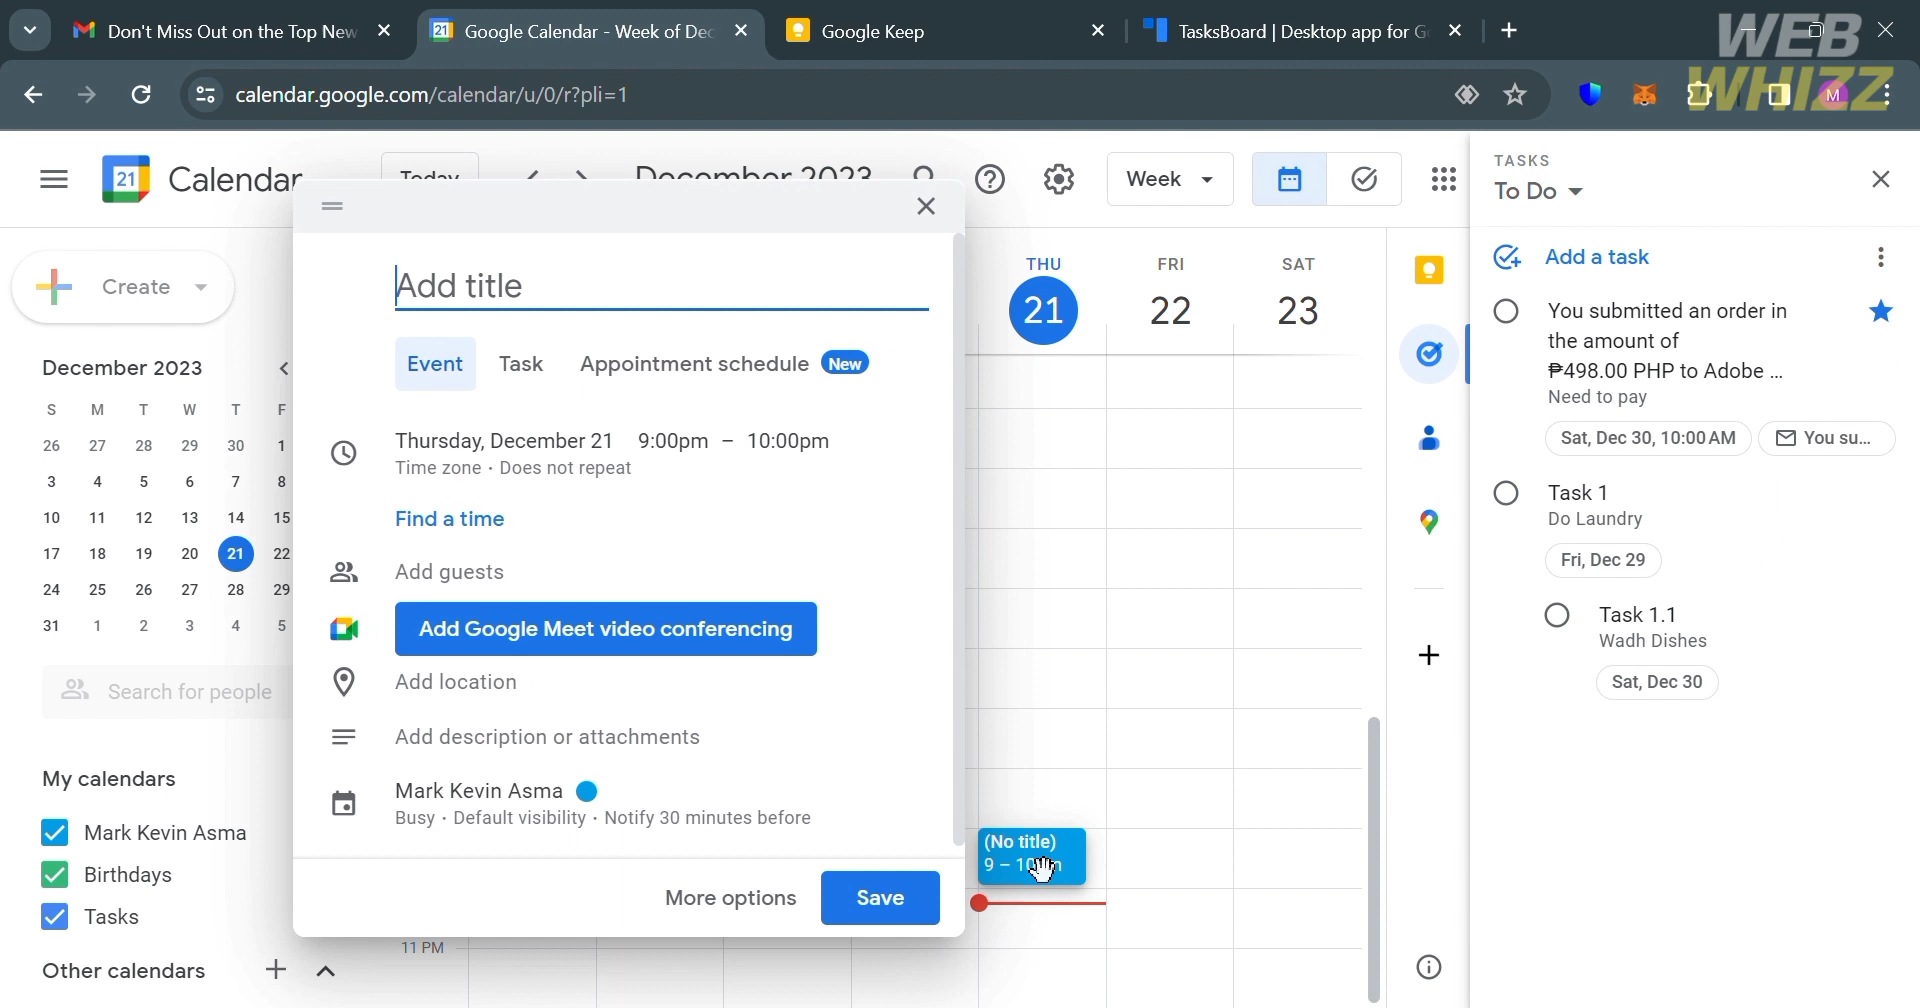 Don't Miss Out on the Top New
Google Calendar - Week of Dec
Google Keep
TasksBoard | Desktop app for G
WEB
WHIZZ
calendar.google.com/calendar/u/0/r?pli=1
M
21
Calendar
Today
December 2023
Week
TASKS
To Do
Create
Add title
THU
21
FRI
22
SAT
23
Add a task
You submitted an order in
the amount of
₱498.00 PHP to Adobe ...
Need to pay
Sat, Dec 30, 10:00 AM
You su...
Event
Task
Appointment schedule
New
December 2023
S M T W T F
26 27 28 29 30 1
3 4 5 6 7 8
10 11 12 13 14 15
17 18 19 20 21 22
24 25 26 27 28 29
31 1 2 3 4 5
Thursday, December 21 9:00pm – 10:00pm
Time zone · Does not repeat
Find a time
Add guests
Add Google Meet video conferencing
Add location
Add description or attachments
Mark Kevin Asma
Busy · Default visibility · Notify 30 minutes before
More options
Save
Task 1
Do Laundry
Fri, Dec 29
Task 1.1
Wadh Dishes
Sat, Dec 30
Search for people
My calendars
Mark Kevin Asma
Birthdays
Tasks
Other calendars
(No title)
11 PM